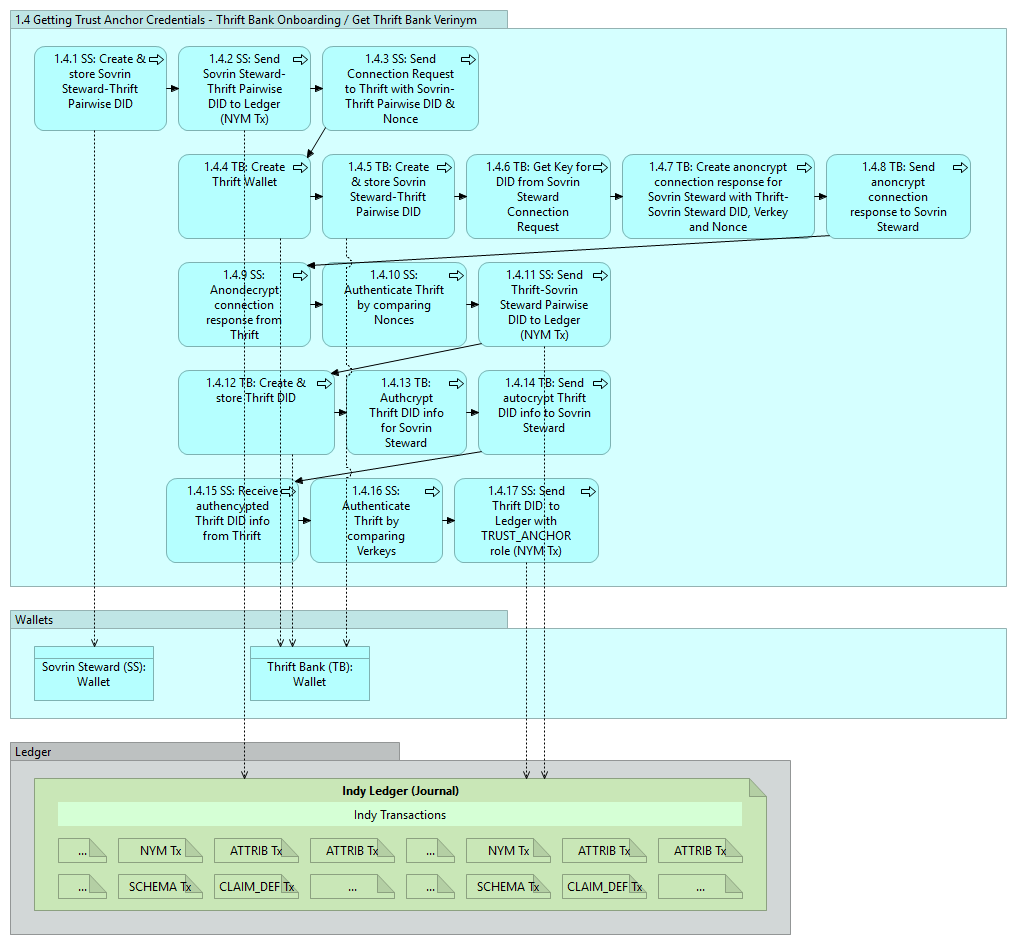 1.4 Getting Trust Anchor Credentials - Thrift Bank Onboarding / Get Thrift Bank Verinym
1.4.1 SS: Create &
store Sovrin
Steward-Thrift
Pairwise DID
1.4.2 SS: Send
Sovrin Steward-
Thrift Pairwise
DID to Ledger
(NYM Tx)
1.4.3 SS: Send
Connection Request
to Thrift with Sovrin-
Thrift Pairwise DID &
Nonce
1.4.4 TB: Create
Thrift Wallet
1.4.5 TB: Create
& store Sovrin
Steward-Thrift
Pairwise DID
1.4.6 TB: Get Key for
DID from Sovrin
Steward
Connection
Request
1.4.7 TB: Create anoncrypt
connection response for
Sovrin Steward with Thrift-
Sovrin Steward DID, Verkey
and Nonce
1.4.8 TB: Send
anoncrypt
connection
response to Sovrin
Steward
1.4.9 SS:
Anondecrypt
connection
response from
Thrift
1.4.10 SS:
Authenticate Thrift
by comparing
Nonces
1.4.11 SS: Send
Thrift-Sovrin
Steward Pairwise
DID to Ledger
(NYM Tx)
1.4.12 TB: Create &
store Thrift DID
1.4.13 TB:
Authcrypt
Thrift DID info
for Sovrin
Steward
1.4.14 TB: Send
autocrypt Thrift
DID info to Sovrin
Steward
1.4.15 SS: Receive
authencypted
Thrift DID info
from Thrift
1.4.16 SS:
Authenticate
Thrift by
comparing
Verkeys
1.4.17 SS: Send
Thrift DID to
Ledger with
TRUST_ANCHOR
role (NYM Tx)
Wallets
Sovrin Steward (SS):
Wallet
Thrift Bank (TB):
Wallet
Ledger
Indy Ledger (Journal)
Indy Transactions
... NYM Tx ATTRIB Tx ATTRIB Tx ... NYM Tx ATTRIB Tx ATTRIB Tx
... SCHEMA Tx CLAIM_DEF Tx ... ... SCHEMA Tx CLAIM_DEF Tx ...